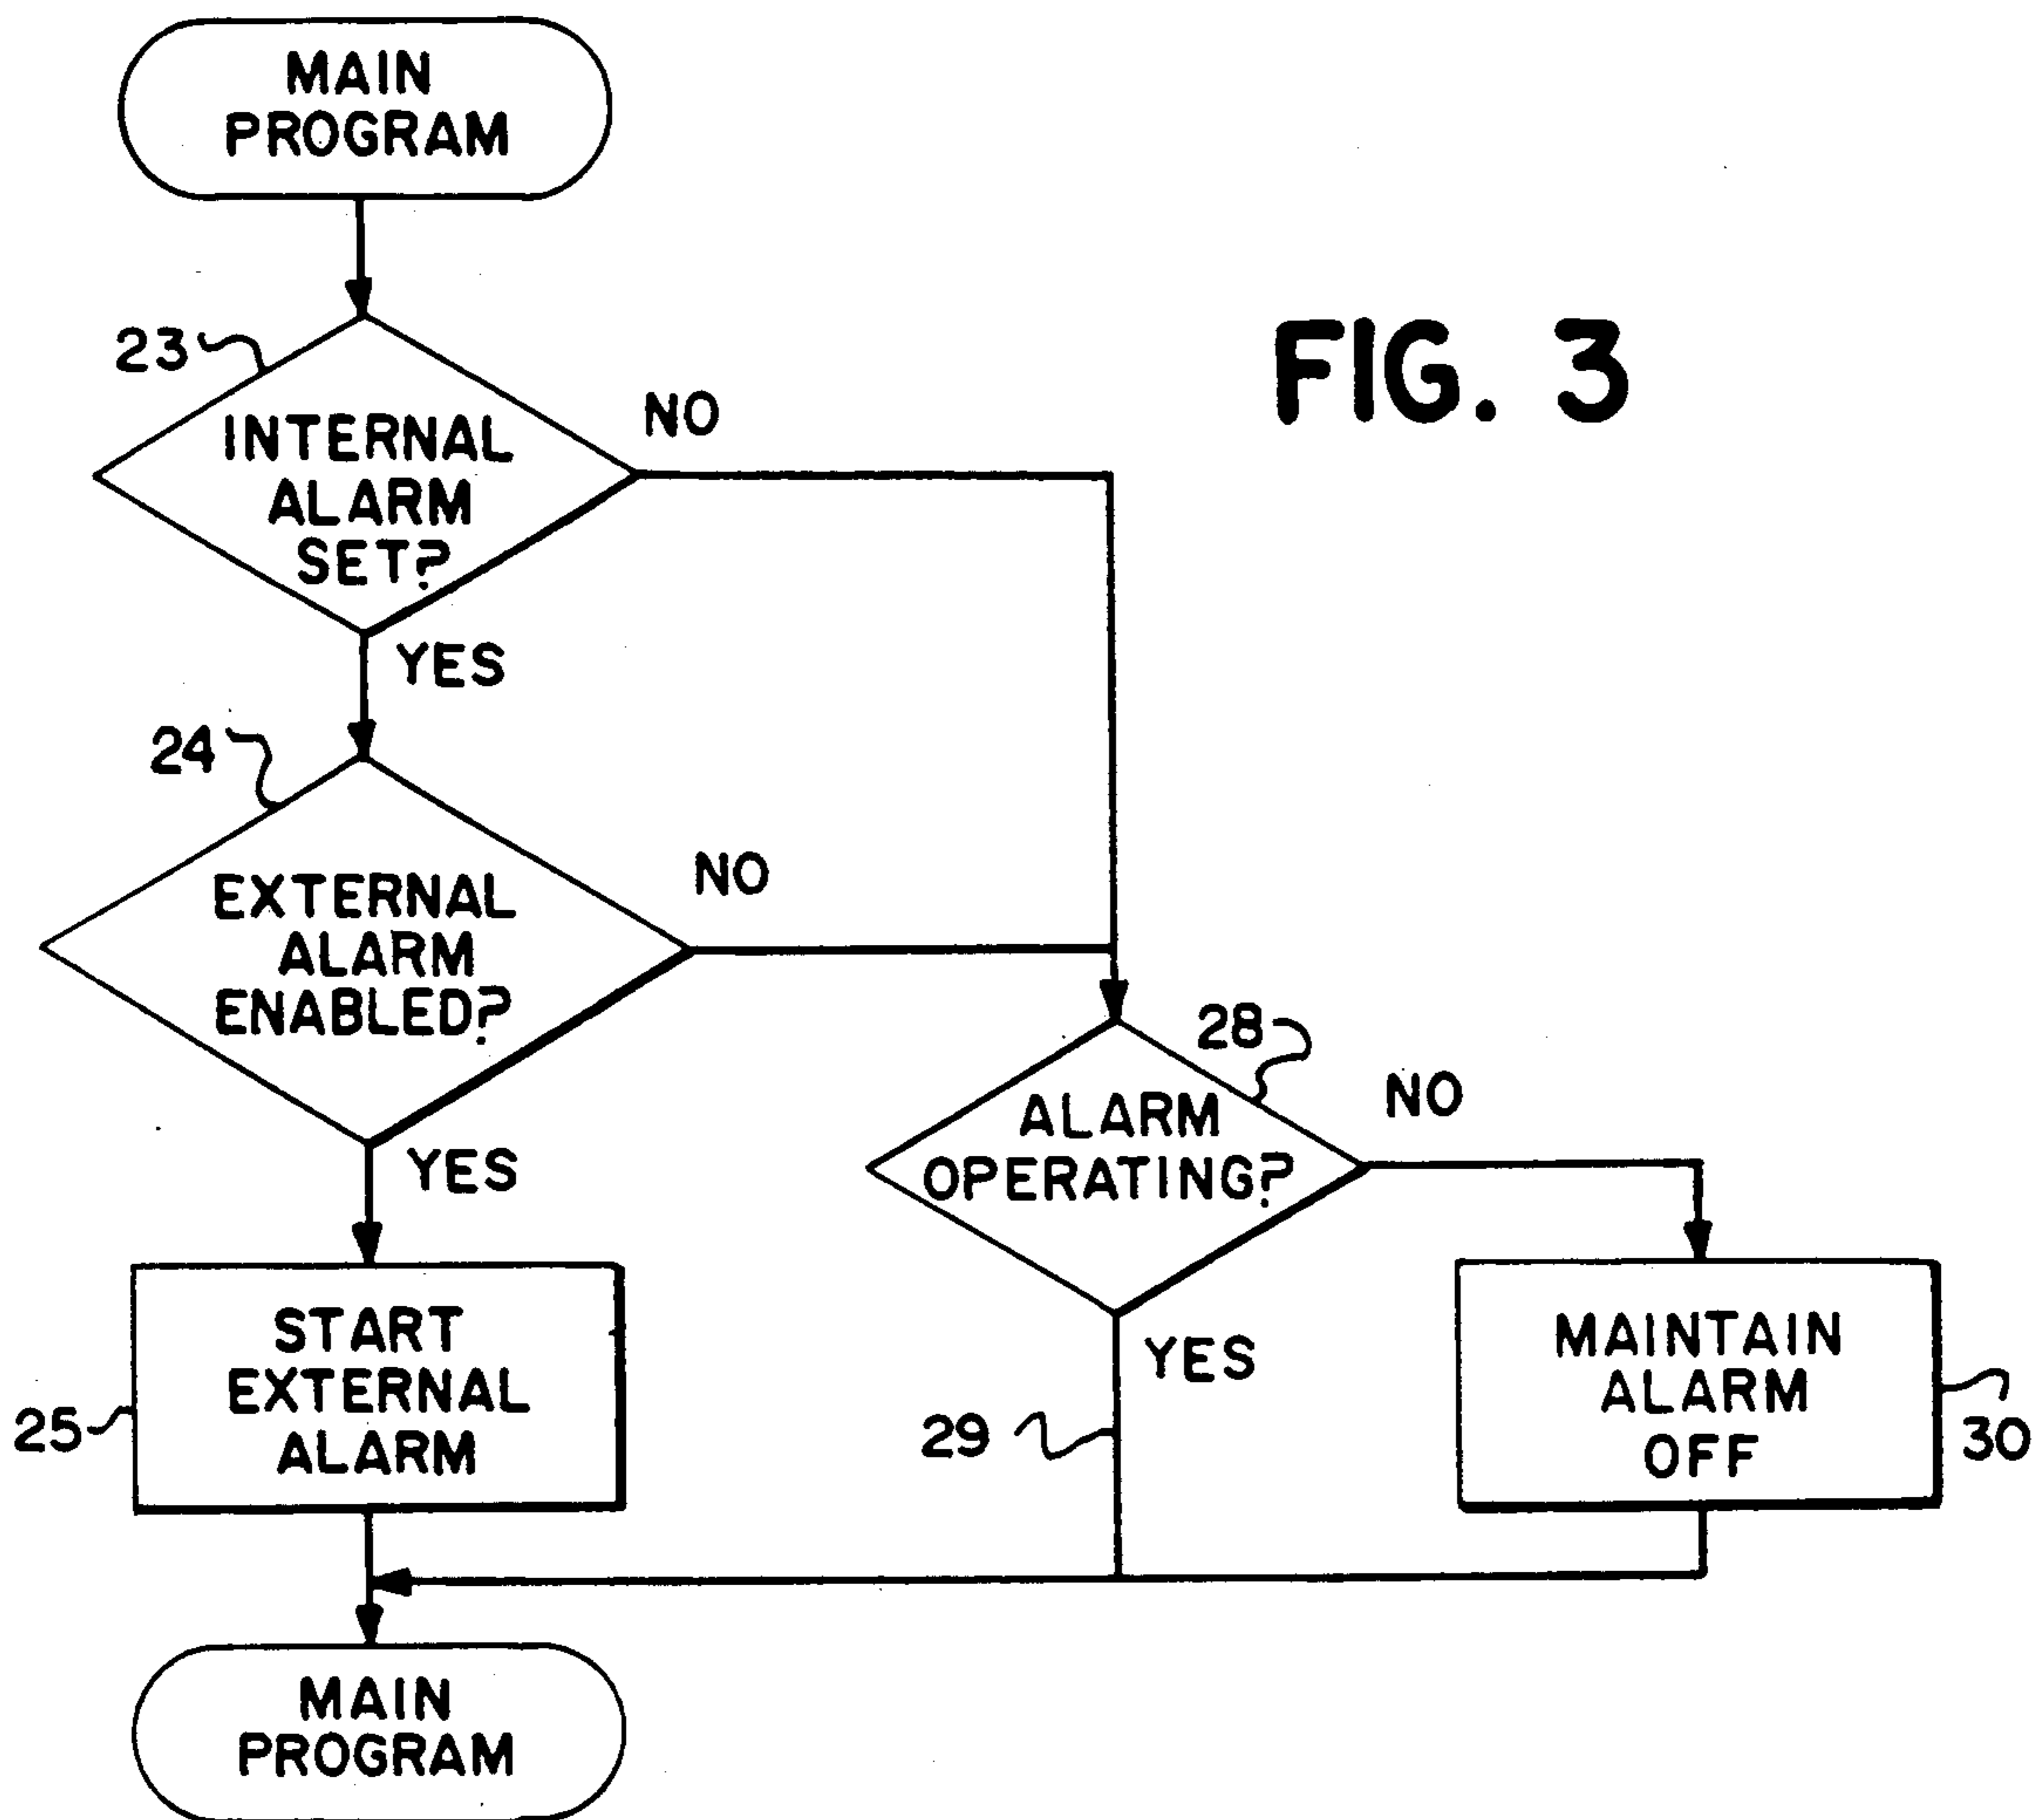 MAIN
PROGRAM
23
INTERNAL
ALARM
SET?
NO
FIG. 3
YES
24
EXTERNAL
ALARM
ENABLED?
NO
YES
28
ALARM
OPERATING?
NO
YES
25
START
EXTERNAL
ALARM
29
MAINTAIN
ALARM
OFF
30
MAIN
PROGRAM